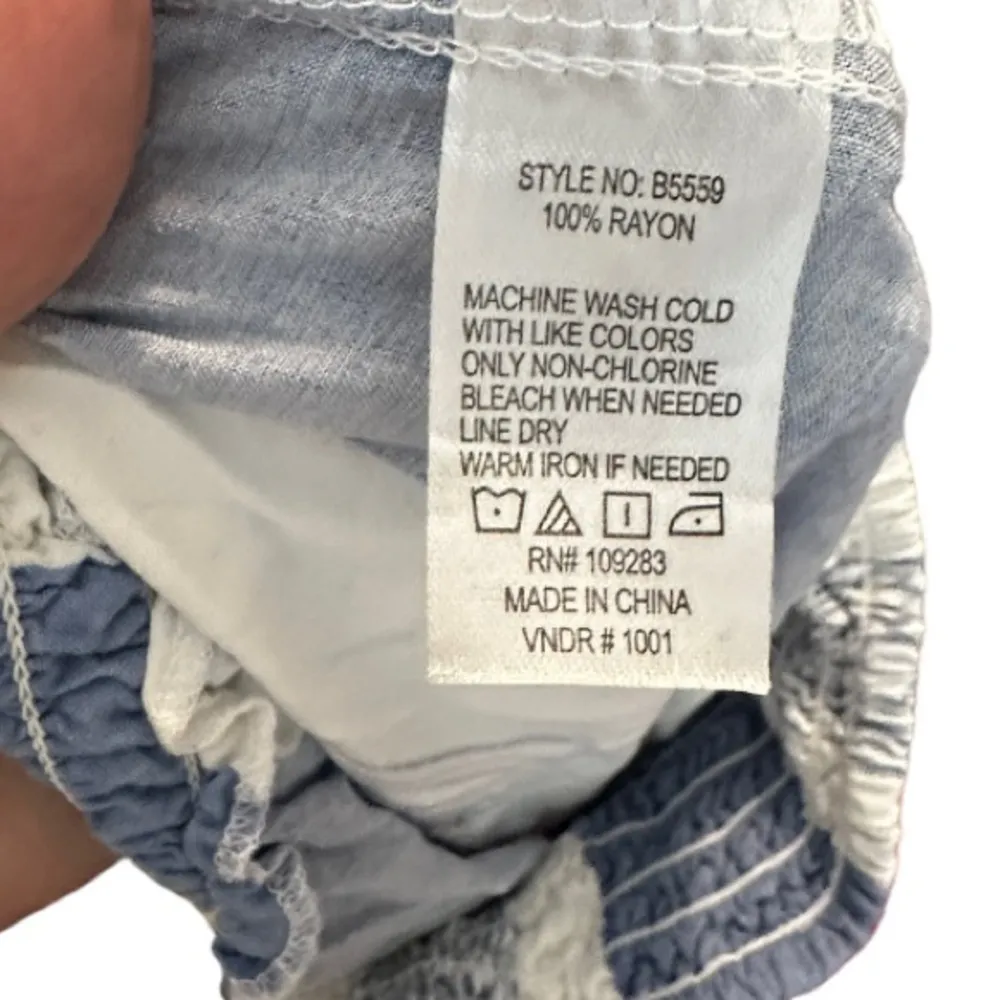 STYLE NO: B5559
100% RAYON
MACHINE WASH COLD
WITH LIKE COLORS
ONLY NON-CHLORINE
BLEACH WHEN NEEDED
LINE DRY
WARM IRON IF NEEDED
RN# 109283
MADE IN CHINA
VNDR # 1001